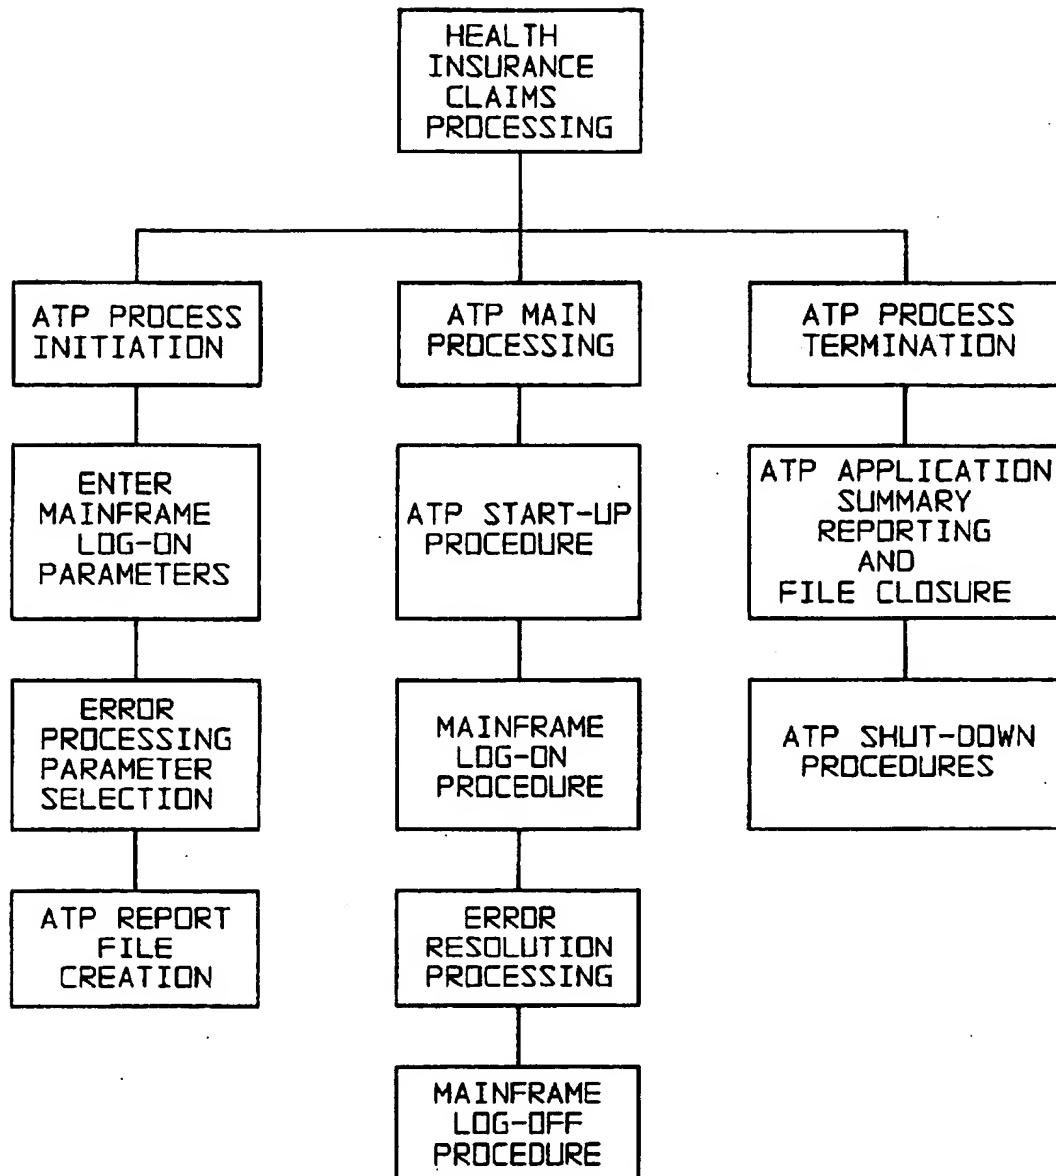 HEALTH
INSURANCE
CLAIMS
PROCESSING
ATP PROCESS
INITIATION
ATP MAIN
PROCESSING
ATP PROCESS
TERMINATION
ENTER
MAINFRAME
LOG-ON
PARAMETERS
ATP START-UP
PROCEDURE
ATP APPLICATION
SUMMARY
REPORTING
AND
FILE CLOSURE
ERROR
PROCESSING
PARAMETER
SELECTION
MAINFRAME
LOG-ON
PROCEDURE
ATP SHUT-DOWN
PROCEDURES
ATP REPORT
FILE
CREATION
ERROR
RESOLUTION
PROCESSING
MAINFRAME
LOG-OFF
PROCEDURE